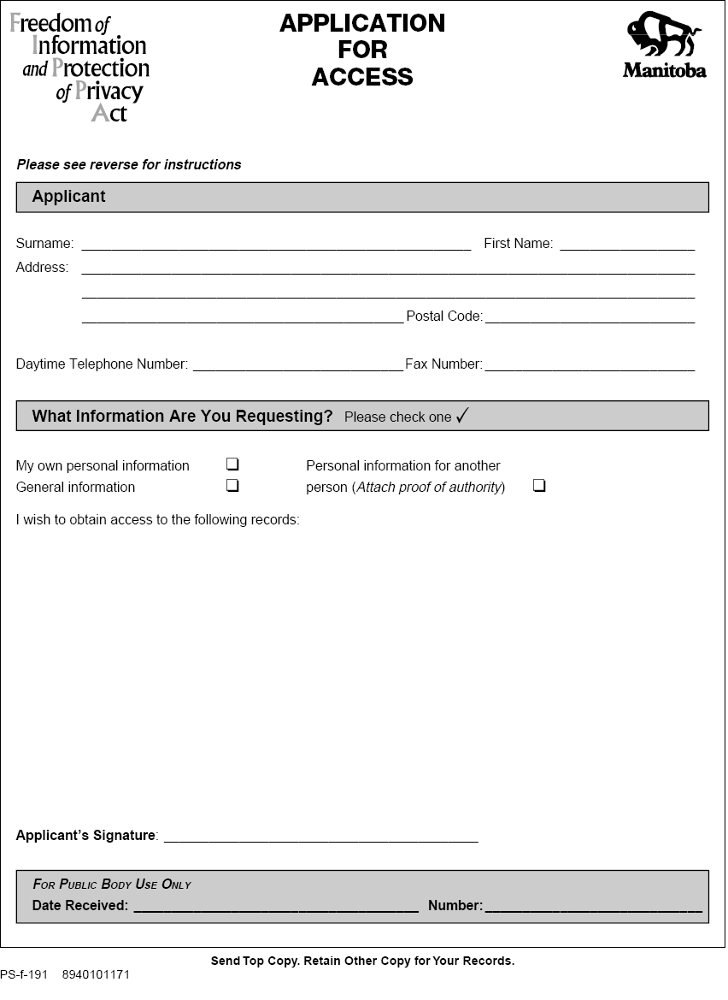 Freedom of
Information
and Protection
of Privacy
Act
APPLICATION
FOR
ACCESS
Manitoba
Please see reverse for instructions
Applicant
Surname: ______ First Name: ______
Address: ______
Postal Code: ______
Daytime Telephone Number: ______ Fax Number: ______
What Information Are You Requesting? Please check one ✓
My own personal information ❏ Personal information for another
General information ❏ person (Attach proof of authority) ❏
I wish to obtain access to the following records:
Applicant's Signature: ______
FOR PUBLIC BODY USE ONLY
Date Received: ______ Number: ______
Send Top Copy. Retain Other Copy for Your Records.
PS-f-191 8940101171